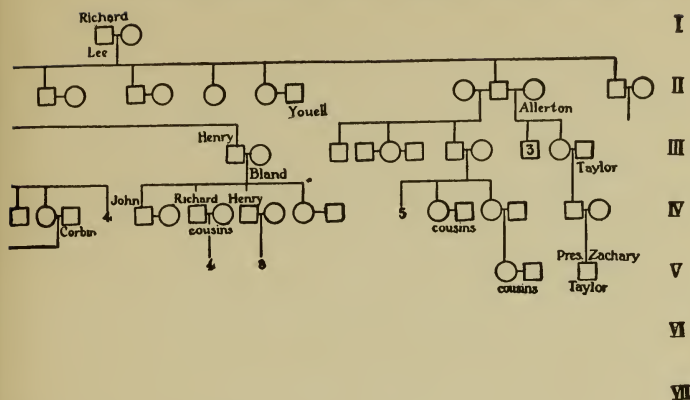 Richard
Lee
I
II
Youell
Allerton
Henry
Bland
3
Taylor
III
4
Corbin
John
Richard Henry
cousins
5
cousins
IV
4
8
cousins
Pres. Zachary
Taylor
V
VI
VII